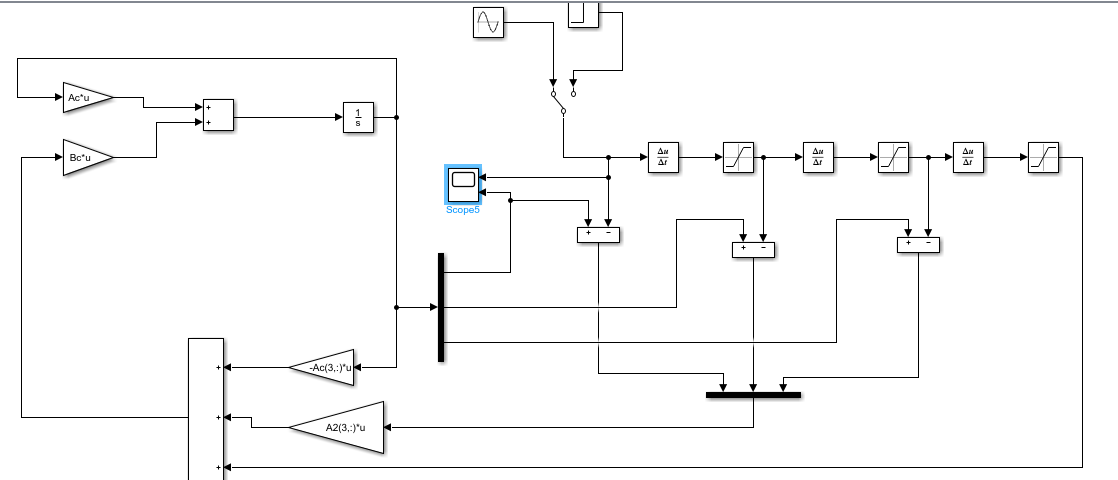 Ac*u
+
+
1
s
Bc*u
Δu
Δt
Δu
Δt
Δu
Δt
Scope5
+ −
+ −
+ −
-Ac(3,:)*u
+
A2(3,:)*u
+
+